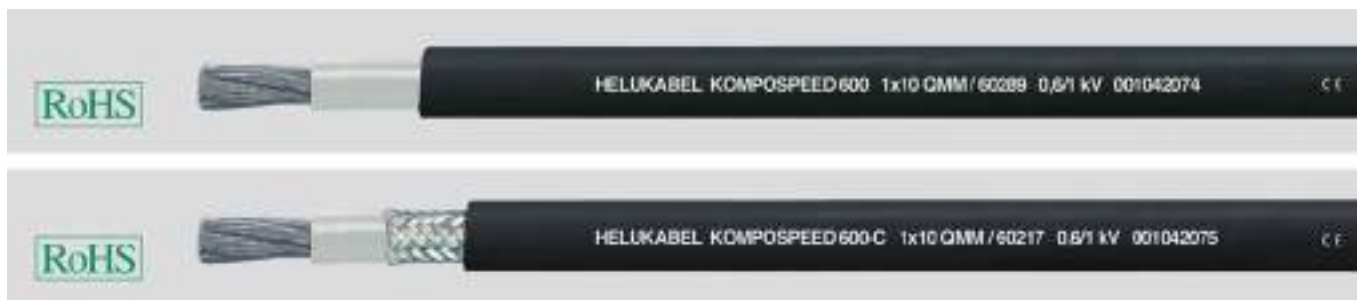 RoHS
HELUKABEL KOMPOSPEED 600 1x10 QMM / 60289 0,6/1 kV 001042074 CE
RoHS
HELUKABEL KOMPOSPEED 600-C 1x10 QMM / 60217 0.6/1 kV 001042075 CE